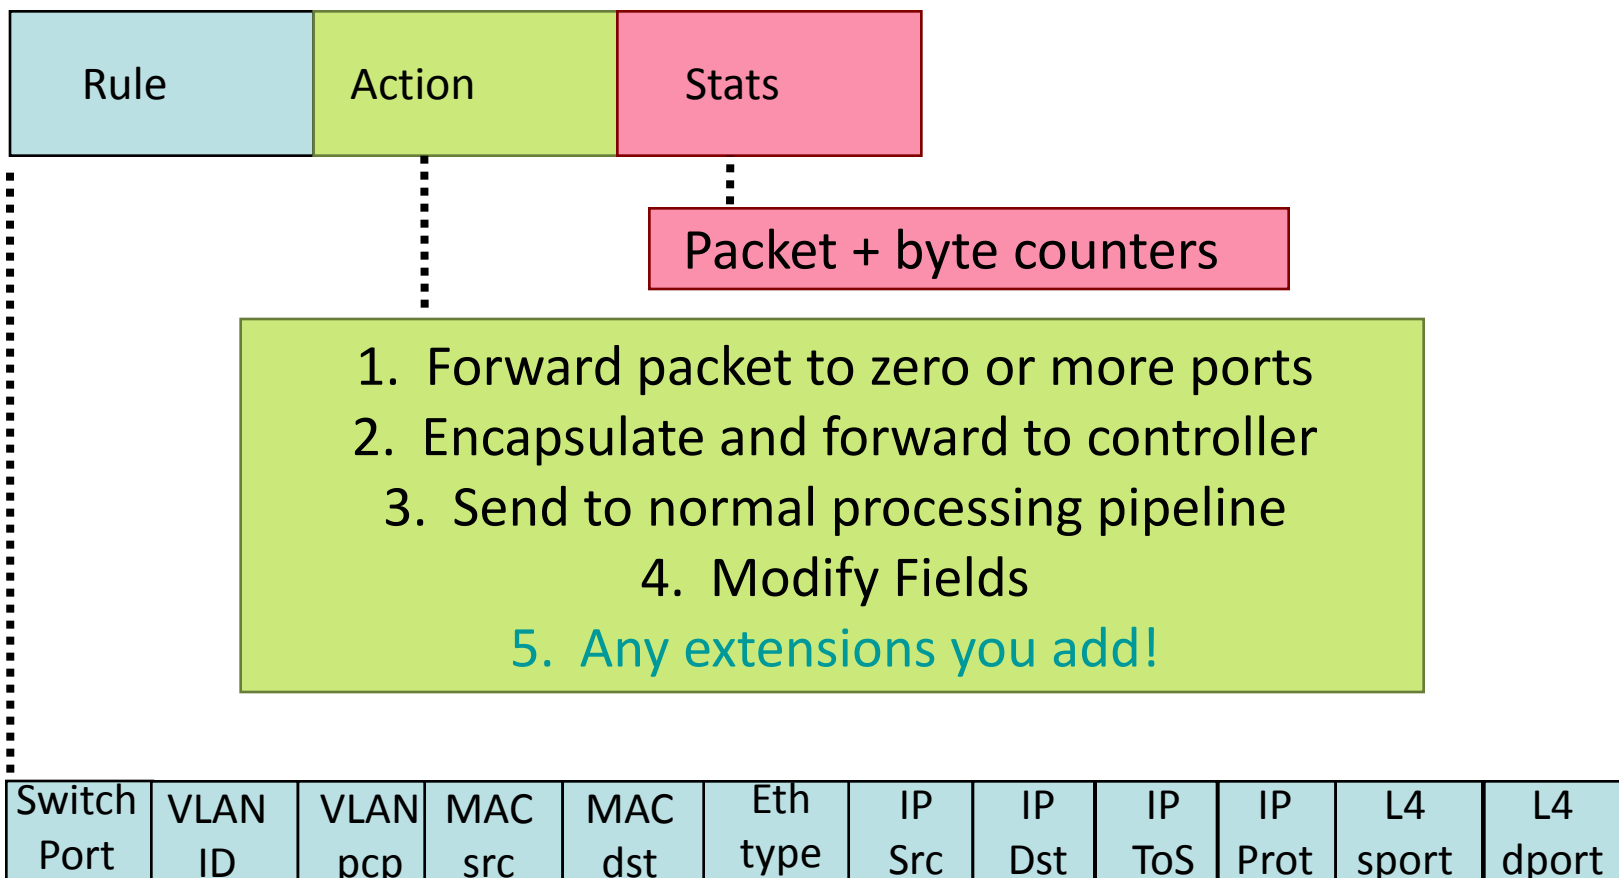 Rule Action Stats
Packet + byte counters
1. Forward packet to zero or more ports
2. Encapsulate and forward to controller
3. Send to normal processing pipeline
4. Modify Fields
5. Any extensions you add!
Switch Port
VLAN ID
VLAN pcp
MAC src
MAC dst
Eth type
IP Src
IP Dst
IP ToS
IP Prot
L4 sport
L4 dport